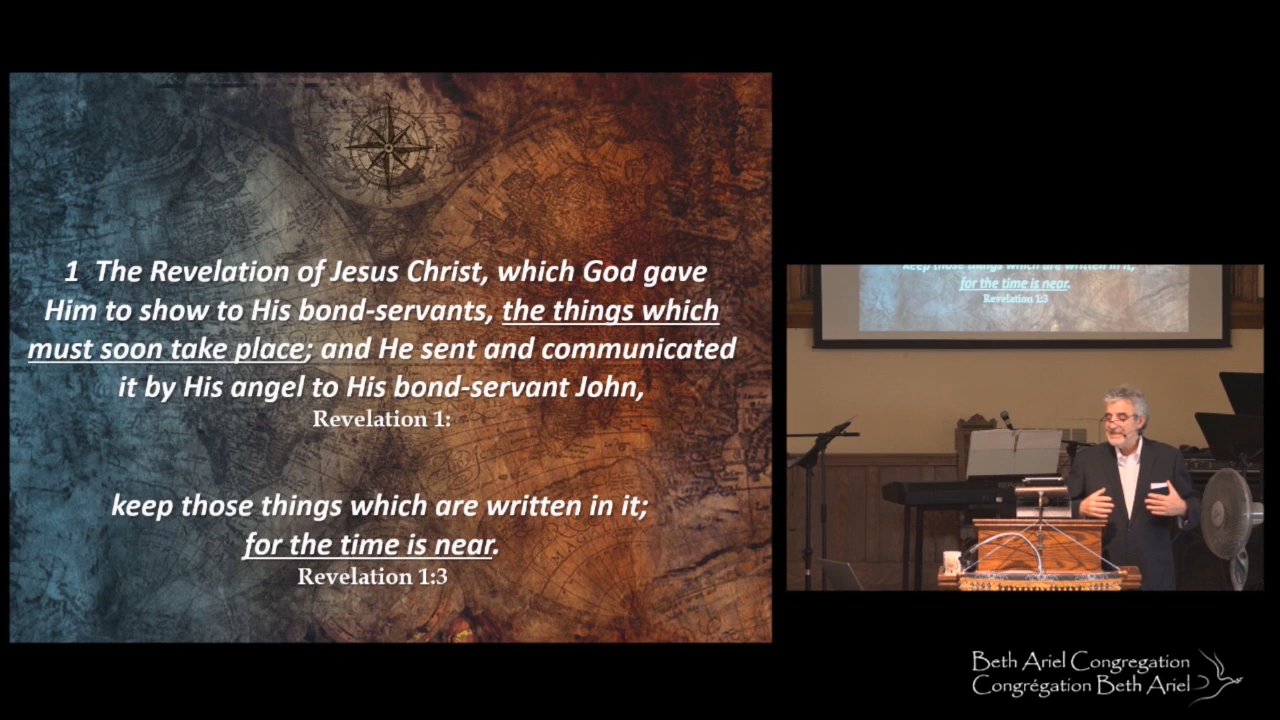 N
W E
S
1 The Revelation of Jesus Christ, which God gave
Him to show to His bond-servants, the things which
must soon take place; and He sent and communicated
it by His angel to His bond-servant John,
Revelation 1:
keep those things which are written in it;
for the time is near.
Revelation 1:3
keep those things which are written in it;
for the time is near.
Revelation 1:3
Beth Ariel Congregation
Congrégation Beth Ariel